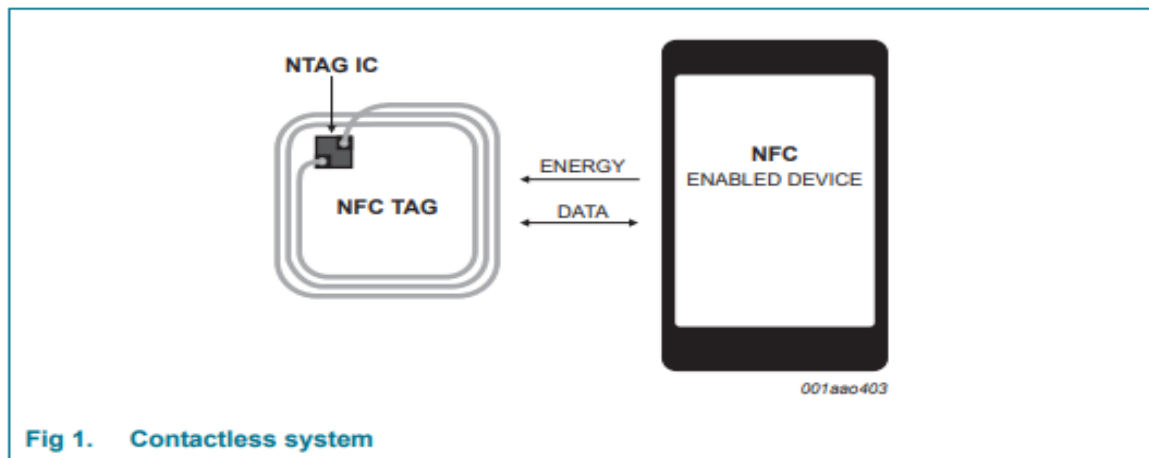 NTAG IC
NFC TAG
ENERGY
DATA
NFC
ENABLED DEVICE
001aao403
Fig 1. Contactless system